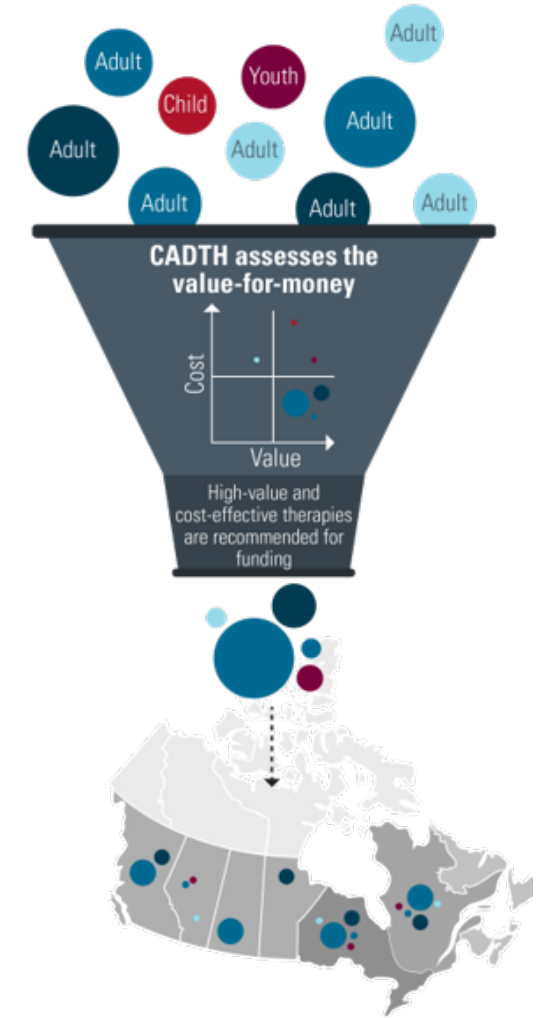 Adult
Adult
Youth
Child
Adult
Adult
Adult
Adult
Adult
Adult
CADTH assesses the
value-for-money
Cost
Value
High-value and
cost-effective therapies
are recommended for
funding